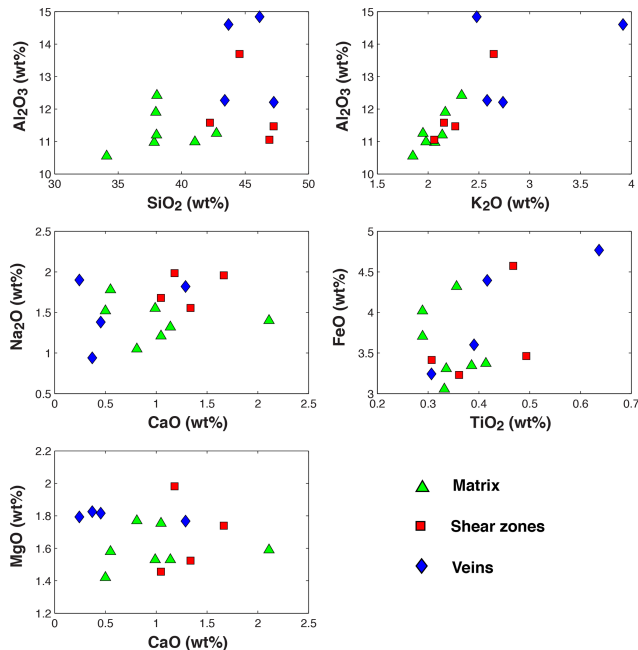 15
14
13
12
11
10
Al2O3 (wt%)
30 35 40 45 50
SiO2 (wt%)
15
14
13
12
11
10
Al2O3 (wt%)
1.5 2 2.5 3 3.5 4
K2O (wt%)
2.5
2
1.5
1
0.5
Na2O (wt%)
0 0.5 1 1.5 2 2.5
CaO (wt%)
5
4.5
4
3.5
3
FeO (wt%)
0.2 0.3 0.4 0.5 0.6 0.7
TiO2 (wt%)
2.2
2
1.8
1.6
1.4
1.2
MgO (wt%)
0 0.5 1 1.5 2 2.5
CaO (wt%)
Matrix
Shear zones
Veins